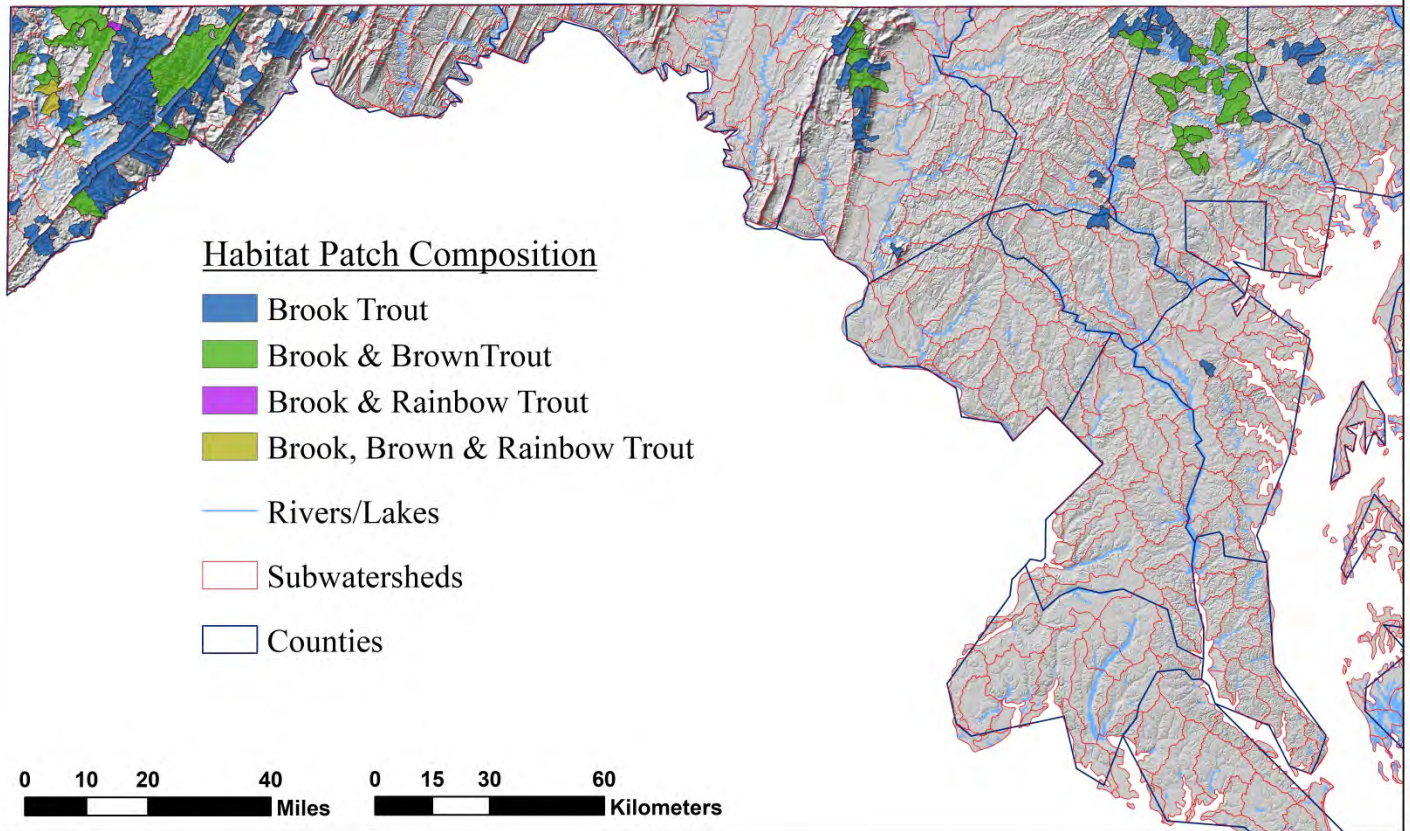 Habitat Patch Composition
Brook Trout
Brook & BrownTrout
Brook & Rainbow Trout
Brook, Brown & Rainbow Trout
Rivers/Lakes
Subwatersheds
Counties
0 10 20 40
Miles
0 15 30 60
Kilometers